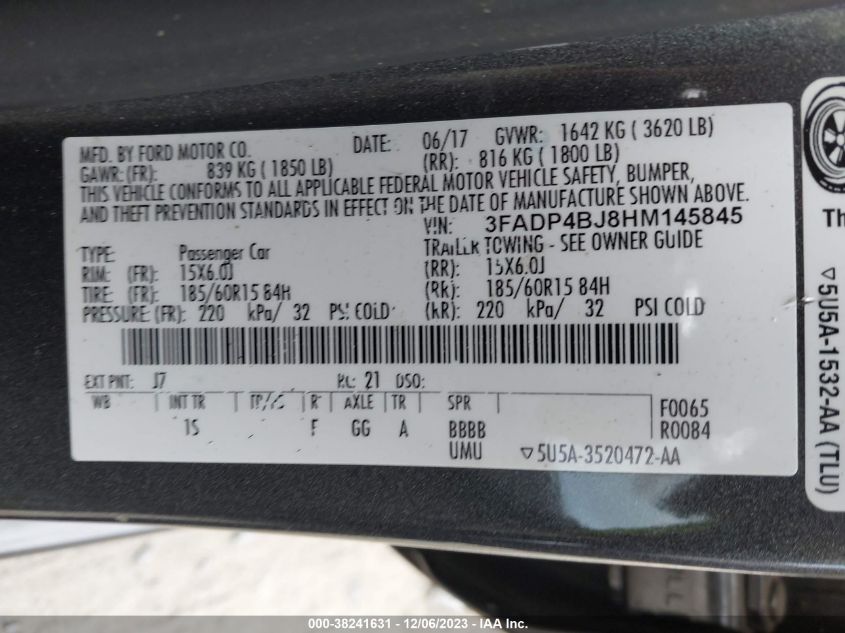 MFD. BY FORD MOTOR CO. DATE: 06/17 GVWR: 1642 KG ( 3620 LB)
GAWR: (FR): 839 KG ( 1850 LB) (RR): 816 KG ( 1800 LB)
THIS VEHICLE CONFORMS TO ALL APPLICABLE FEDERAL MOTOR VEHICLE SAFETY, BUMPER,
AND THEFT PREVENTION STANDARDS IN EFFECT ON THE DATE OF MANUFACTURE SHOWN ABOVE.
VIN: 3FADP4BJ8HM145845
TYPE: Passenger Car TRAILER TOWING - SEE OWNER GUIDE
RIM: (FR): 15X6.0J (RR): 15X6.0J
TIRE: (FR): 185/60R15 84H (RR): 185/60R15 84H
PRESSURE: (FR): 220 kPa/ 32 PSI COLD (RR): 220 kPa/ 32 PSI COLD
EXT PNT: J7 RC: 21 DSO:
WB INT TR TP/PS R AXLE TR SPR F0065
1S F GG A BBBB R0084
UMU ▽5U5A-3520472-AA
Th
▽5U5A-1532-AA (TLU)
000-38241631 - 12/06/2023 - IAAI.com